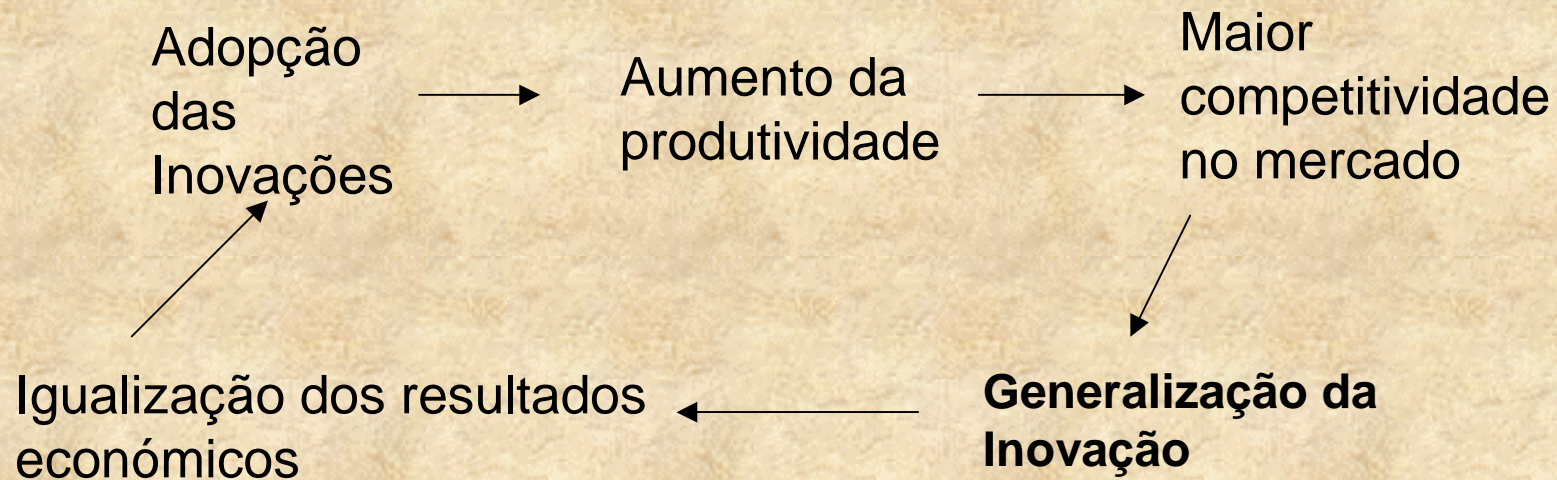 Adopção
das
Inovações
Aumento da
produtividade
Maior
competitividade
no mercado
Generalização da
Inovação
Igualização dos resultados
económicos